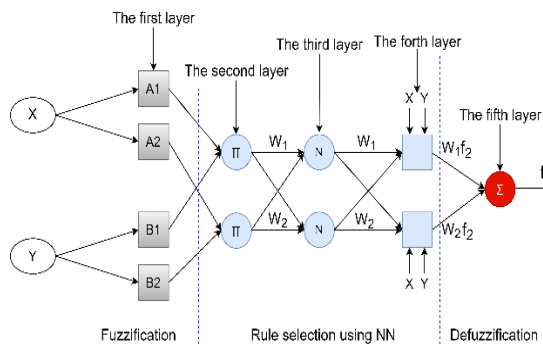 The first layer
The second layer
The third layer
The forth layer
The fifth layer
X
Y
A1
A2
B1
B2
Π
Π
W1
W2
N
N
W1
W2
X Y
X Y
W1f2
W2f2
Σ
f
Fuzzification
Rule selection using NN
Defuzzification